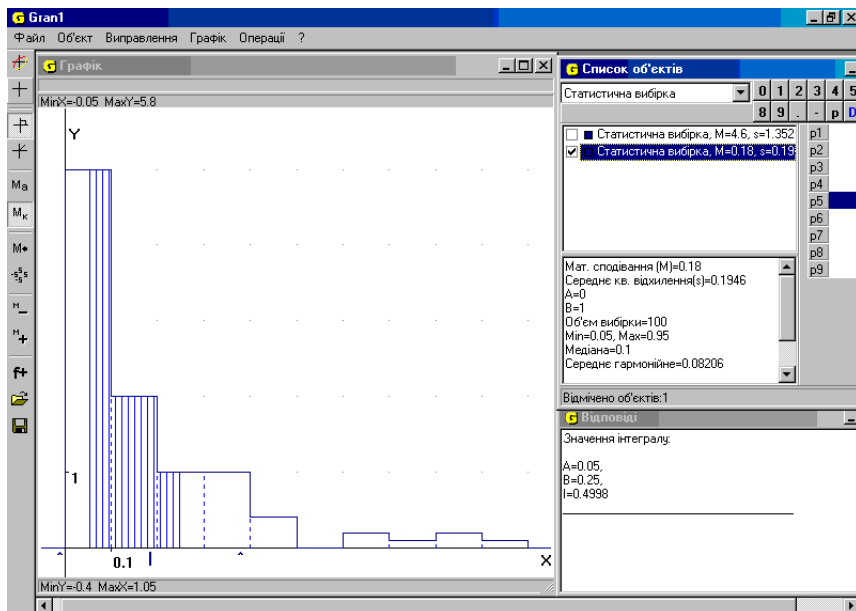 Gran1
Файл Об'єкт Виправлення Графік Операції ?
Графік
MinX=-0.05 MaxY=5.8
Y
1
0.1
X
MinY=-0.4 MaxX=1.05
Ma
Mк
M
-s s s
M
M
f+
Список об'єктів
Статистична вибірка
0 1 2 3 4 5
8 9 . - p D
Статистична вибірка, M=4.6, s=1.352
Статистична вибірка, M=0.18, s=0.19
p1
p2
p3
p4
p5
p6
p7
p8
p9
Мат. сподівання (M)=0.18
Середнє кв. відхилення(s)=0.1946
A=0
B=1
Об'єм вибірки=100
Min=0.05, Max=0.95
Медіана=0.1
Середнє гармонійне=0.08206
Відмічено об'єктів:1
Відповіді
Значення інтегралу:
A=0.05,
B=0.25,
I=0.4998